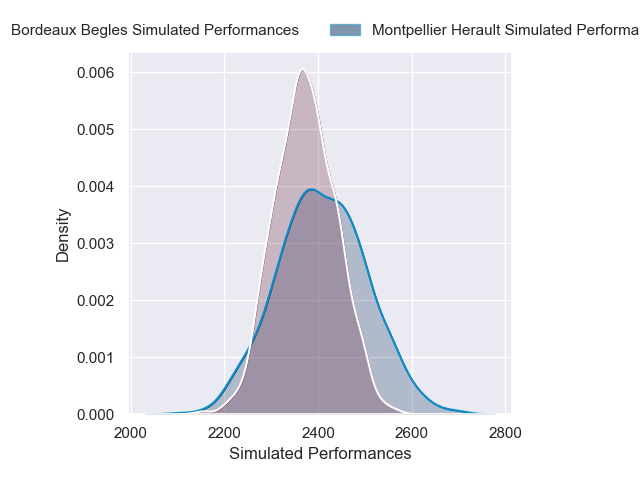 Bordeaux Begles Simulated Performances
Montpellier Herault Simulated Performa
0.006
0.005
0.004
0.003
0.002
0.001
0.000
Density
2000 2200 2400 2600 2800
Simulated Performances